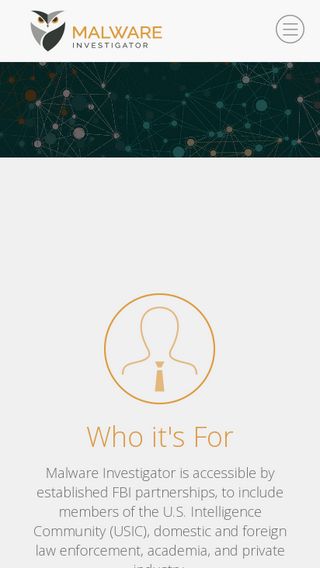 MALWARE
INVESTIGATOR
Who it's For
Malware Investigator is accessible by
established FBI partnerships, to include
members of the U.S. Intelligence
Community (USIC), domestic and foreign
law enforcement, academia, and private
industry.